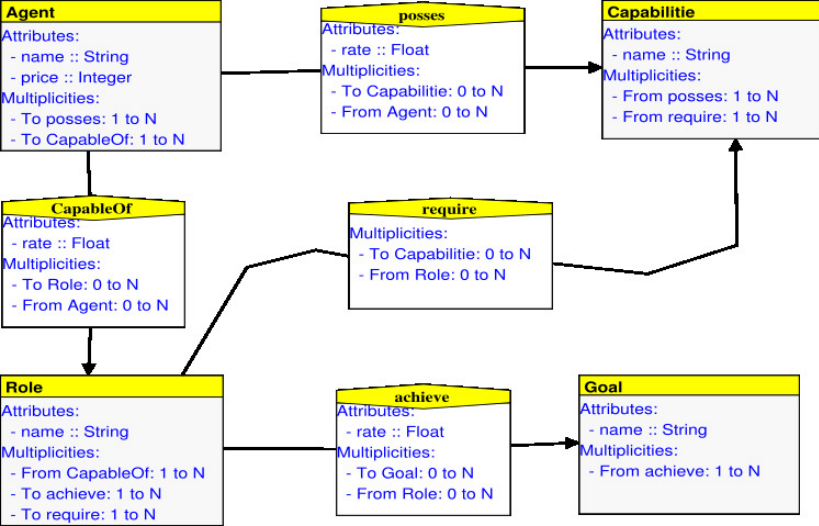 Agent
Attributes:
- name :: String
- price :: Integer
Multiplicities:
- To posses: 1 to N
- To CapableOf: 1 to N
posses
Attributes:
- rate :: Float
Multiplicities:
- To Capabilitie: 0 to N
- From Agent: 0 to N
Capabilitie
Attributes:
- name :: String
Multiplicities:
- From posses: 1 to N
- From require: 1 to N
CapableOf
Attributes:
- rate :: Float
Multiplicities:
- To Role: 0 to N
- From Agent: 0 to N
require
Multiplicities:
- To Capabilitie: 0 to N
- From Role: 0 to N
Role
Attributes:
- name :: String
Multiplicities:
- From CapableOf: 1 to N
- To achieve: 1 to N
- To require: 1 to N
achieve
Attributes:
- rate :: Float
Multiplicities:
- To Goal: 0 to N
- From Role: 0 to N
Goal
Attributes:
- name :: String
Multiplicities:
- From achieve: 1 to N